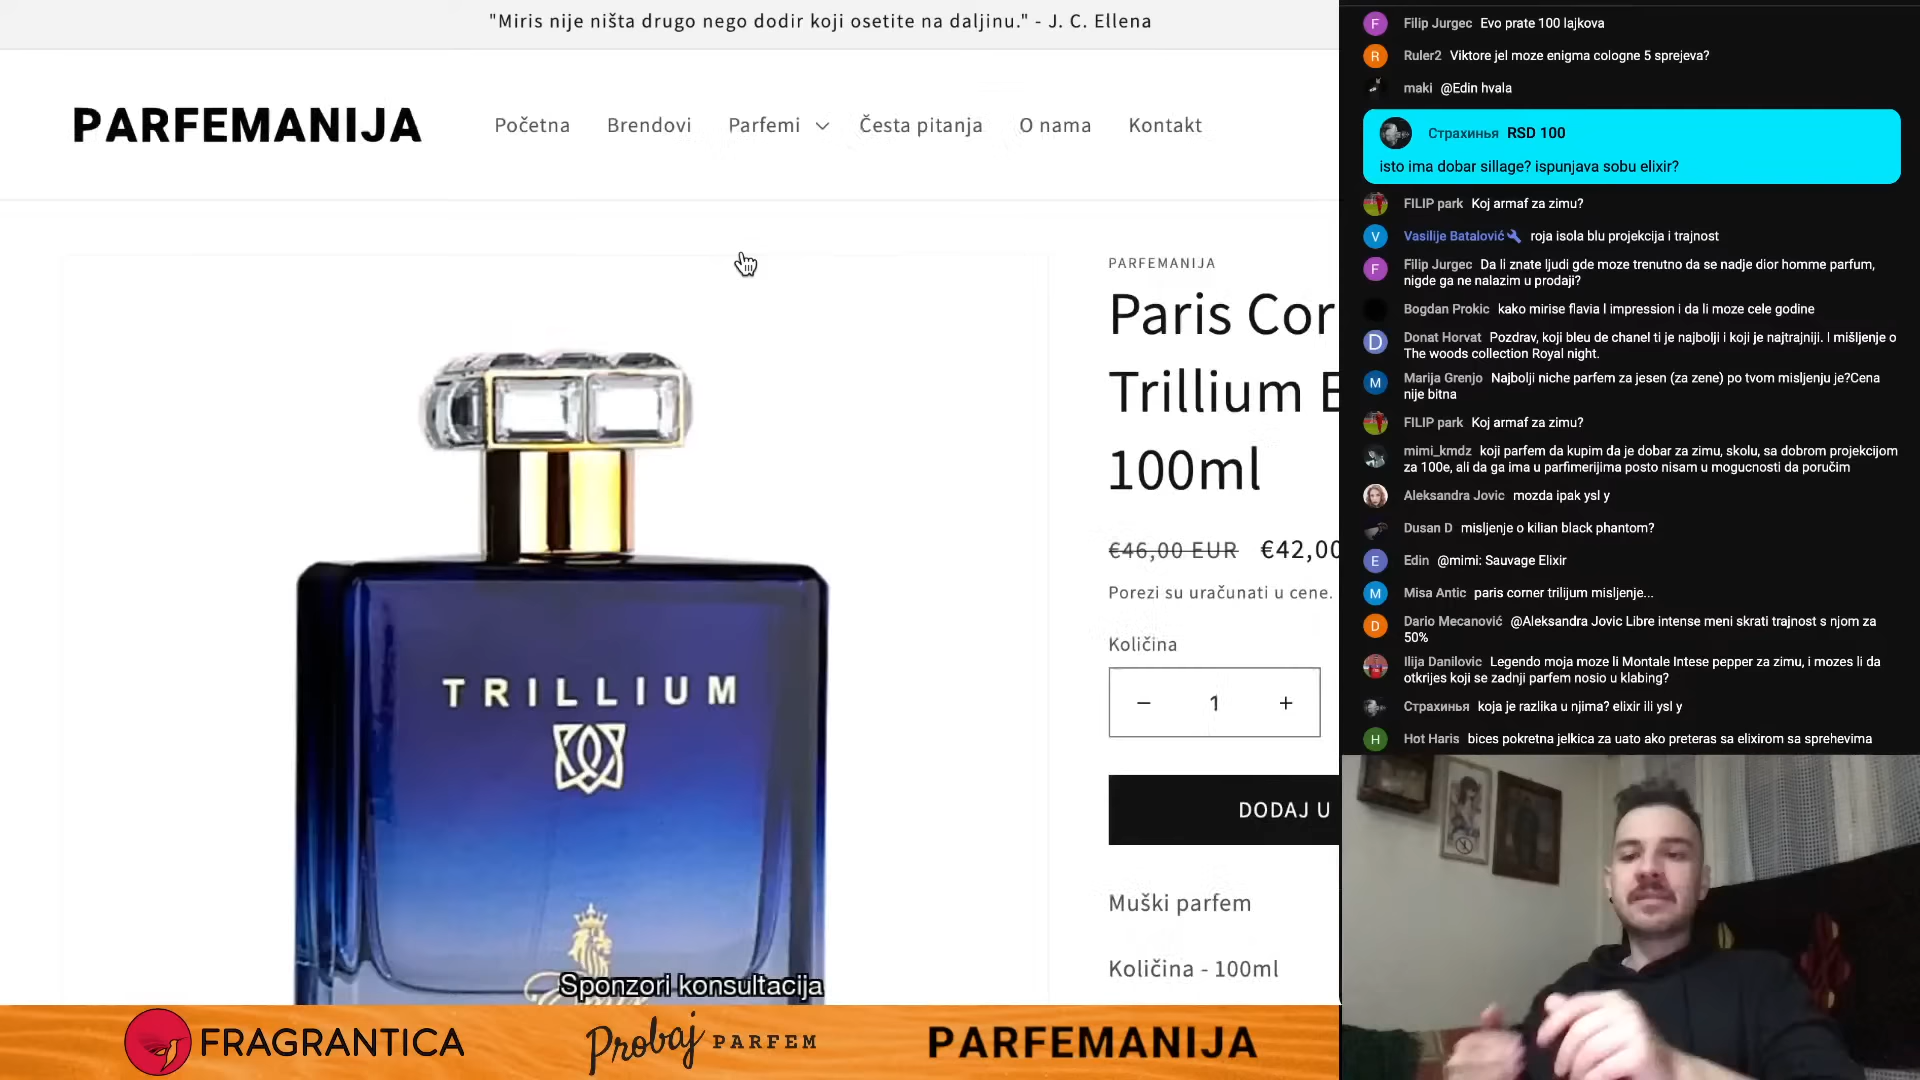 "Miris nije ništa drugo nego dodir koji osetite na daljinu." - J. C. Ellena
PARFEMANIJA
Početna
Brendovi
Parfemi
Česta pitanja
O nama
Kontakt
TRILLIUM
Sponzori konsultacija
PARFEMANIJA
Paris Cor
Trillium E
100ml
€46,00 EUR €42,00
Porezi su uračunati u cene.
Količina
− 1 +
DODAJ U
Muški parfem
Količina - 100ml
FRAGRANTICA
Probaj PARFEM
PARFEMANIJA
F Filip Jurgec Evo prate 100 lajkova
R Ruler2 Viktore jel moze enigma cologne 5 sprejeva?
maki @Edin hvala
Страхинья RSD 100
isto ima dobar sillage? ispunjava sobu elixir?
FILIP park Koj armaf za zimu?
V Vasilije Batalović roja isola blu projekcija i trajnost
F Filip Jurgec Da li znate ljudi gde moze trenutno da se nadje dior homme parfum,
nigde ga ne nalazim u prodaji?
Bogdan Prokic kako mirise flavia l impression i da li moze cele godine
D Donat Horvat Pozdrav, koji bleu de chanel ti je najbolji i koji je najtrajniji. I mišljenje o
The woods collection Royal night.
M Marija Grenjo Najbolji niche parfem za jesen (za zene) po tvom misljenju je?Cena
nije bitna
FILIP park Koj armaf za zimu?
mimi_kmdz koji parfem da kupim da je dobar za zimu, skolu, sa dobrom projekcijom
za 100e, ali da ga ima u parfimerijima posto nisam u mogucnosti da poručim
Aleksandra Jovic mozda ipak ysl y
Dusan D misljenje o kilian black phantom?
E Edin @mimi: Sauvage Elixir
M Misa Antic paris corner trilijum misljenje...
D Dario Mecanović @Aleksandra Jovic Libre intense meni skrati trajnost s njom za
50%
Ilija Danilovic Legendo moja moze li Montale Intese pepper za zimu, i mozes li da
otkrijes koji se zadnji parfem nosio u klabing?
Страхинья koja je razlika u njima? elixir ili ysl y
H Hot Haris bices pokretna jelkica za uato ako preteras sa elixirom sa sprehevima